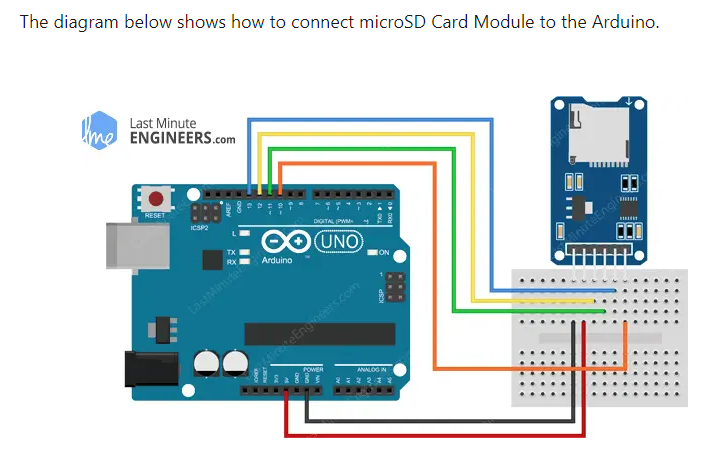 The diagram below shows how to connect microSD Card Module to the Arduino.
lme
Last Minute
ENGINEERS.com
RESET
ICSP2
AREF
GND
13
12
~11
~10
~9
8
7
~6
~5
4
~3
2
TX0 1
RX0 0
DIGITAL (PWM~
L
TX
RX
UNO
Arduino
ON
1
ICSP
LastMinuteEngineers.com
IOREF
RESET
3V3
5V
GND
GND
VIN
POWER
ANALOG IN
A0
A1
A2
A3
A4
A5